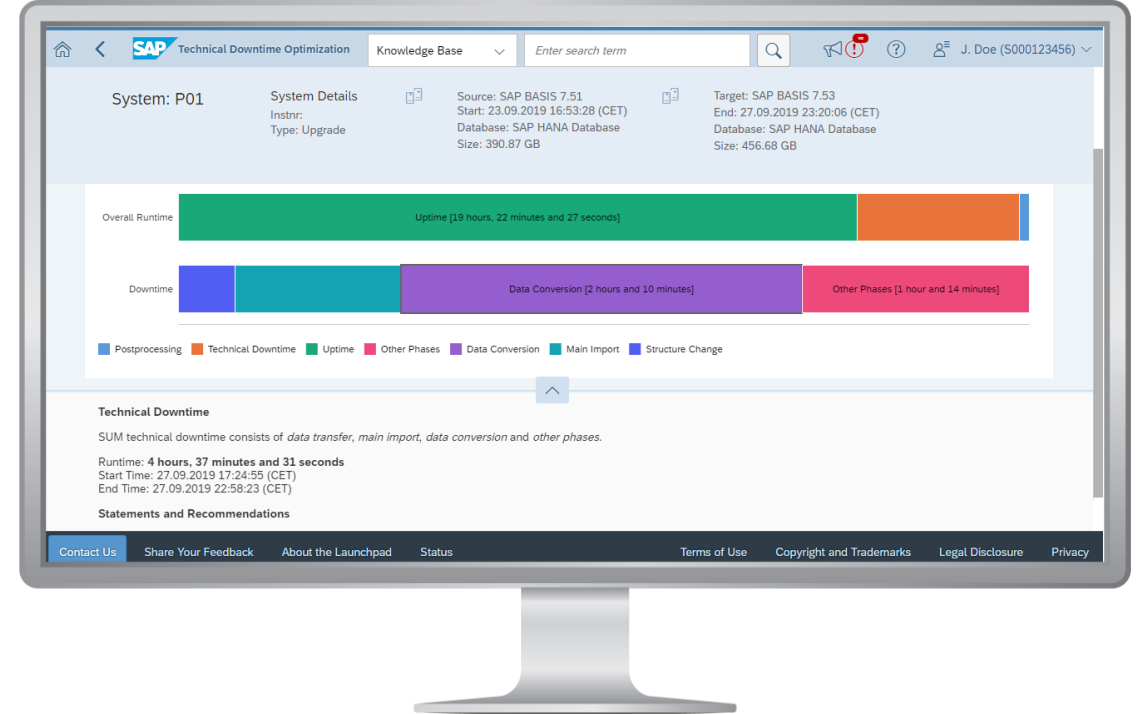 SAP Technical Downtime Optimization Knowledge Base Enter search term J. Doe (S000123456)
System: P01
System Details
Instnr:
Type: Upgrade
Source: SAP BASIS 7.51
Start: 23.09.2019 16:53:28 (CET)
Database: SAP HANA Database
Size: 390.87 GB
Target: SAP BASIS 7.53
End: 27.09.2019 23:20:06 (CET)
Database: SAP HANA Database
Size: 456.68 GB
Overall Runtime Uptime [19 hours, 22 minutes and 27 seconds]
Downtime Data Conversion [2 hours and 10 minutes] Other Phases [1 hour and 14 minutes]
Postprocessing Technical Downtime Uptime Other Phases Data Conversion Main Import Structure Change
Technical Downtime
SUM technical downtime consists of data transfer, main import, data conversion and other phases.
Runtime: 4 hours, 37 minutes and 31 seconds
Start Time: 27.09.2019 17:24:55 (CET)
End Time: 27.09.2019 22:58:23 (CET)
Statements and Recommendations
Contact Us Share Your Feedback About the Launchpad Status Terms of Use Copyright and Trademarks Legal Disclosure Privacy